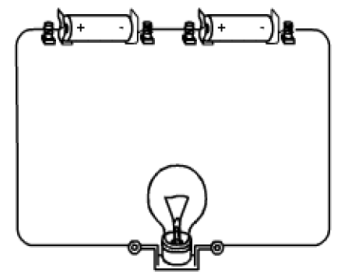 + - + -